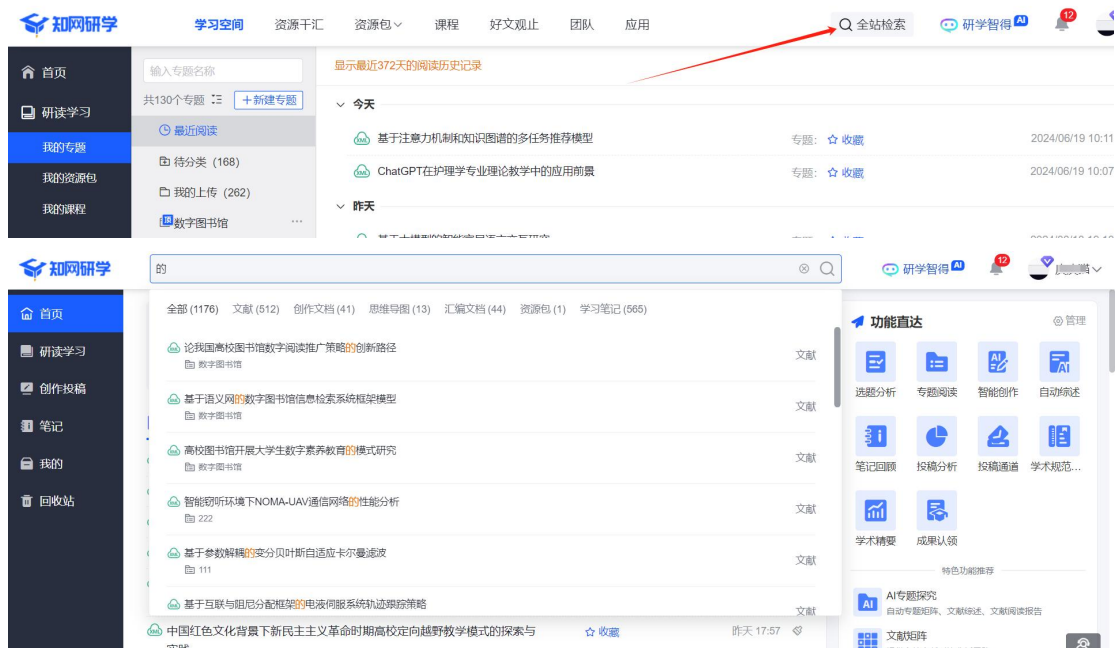 知网研学 学习空间 资源干汇 资源包 课程 好文观止 团队 应用 全站检索 研学智得 AI 12
首页
研读学习
我的专题
我的资源包
我的课程
输入专题名称
共130个专题 +新建专题
最近阅读
待分类 (168)
我的上传 (262)
数字图书馆 ...
显示最近372天的阅读历史记录
今天
基于注意力机制和知识图谱的多任务推荐模型 专题: 收藏 2024/06/19 10:11
ChatGPT在护理学专业理论教学中的应用前景 专题: 收藏 2024/06/19 10:07
昨天
知网研学 的 研学智得 AI 12
首页
研读学习
创作投稿
笔记
我的
回收站
全部 (1176) 文献 (512) 创作文档 (41) 思维导图 (13) 汇编文档 (44) 资源包 (1) 学习笔记 (565)
论我国高校图书馆数字阅读推广策略的创新路径 文献
数字图书馆
基于语义网的数字图书馆信息检索系统框架模型 文献
数字图书馆
高校图书馆开展大学生数字素养教育的模式研究 文献
数字图书馆
智能窃听环境下NOMA-UAV通信网络的性能分析 文献
222
基于参数解耦的变分贝叶斯自适应卡尔曼滤波 文献
111
基于互联与阻尼分配框架的电液伺服系统轨迹跟踪策略 文献
中国红色文化背景下新民主主义革命时期高校定向越野教学模式的探索与 收藏 昨天 17:57
功能直达 管理
选题分析 专题阅读 智能创作 自动综述
笔记回顾 投稿分析 投稿通道 学术规范...
学术精要 成果认领
特色功能推荐
AI专题探究
自动专题矩阵、文献综述、文献阅读报告
文献矩阵